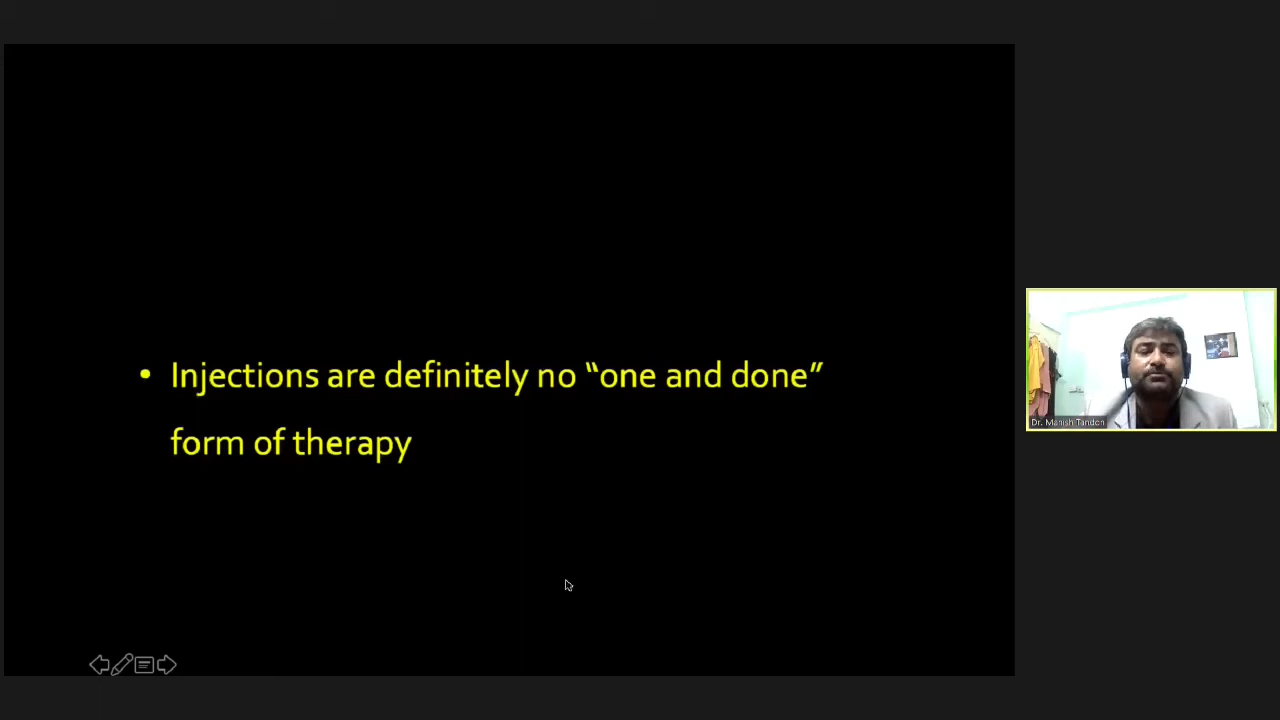 • Injections are definitely no “one and done”
form of therapy
Dr. Manish Tandon